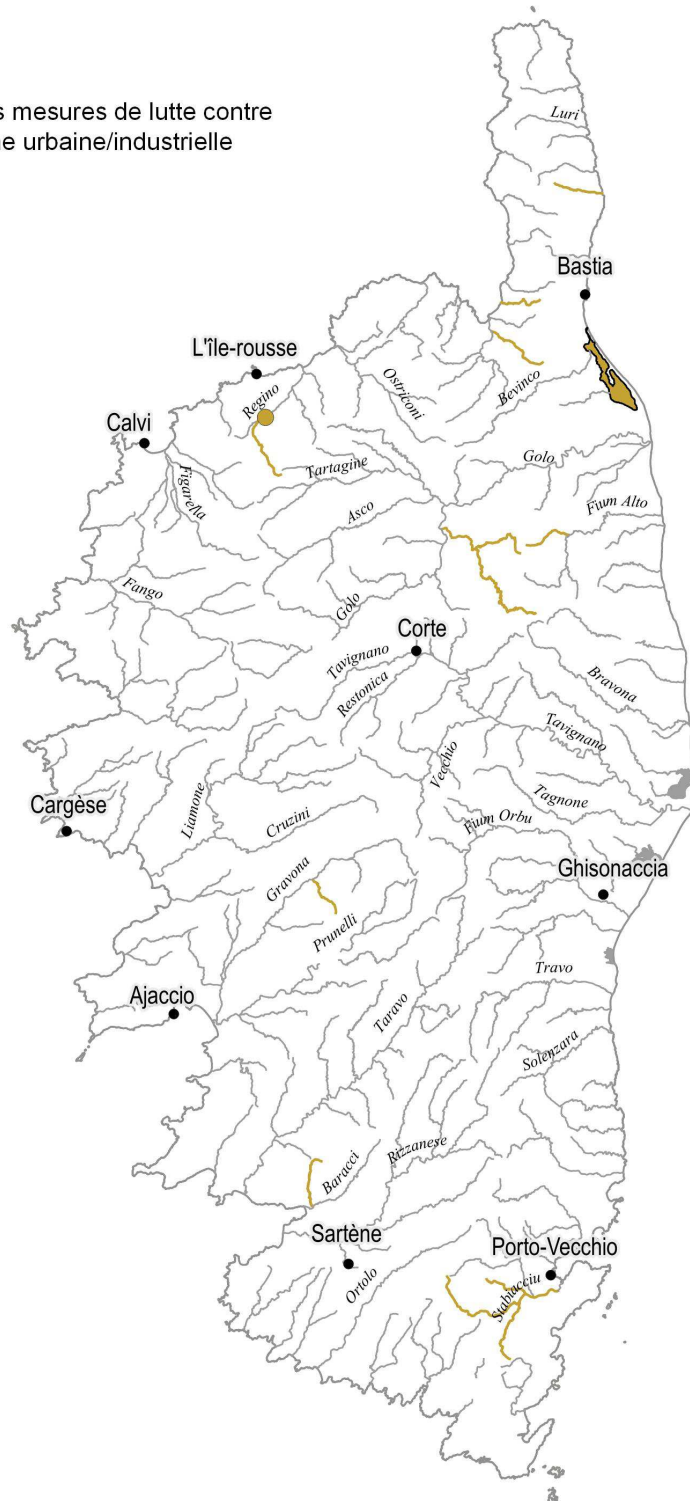 s mesures de lutte contre
e urbaine/industrielle
Luri
Bastia
L'île-rousse
Regino
Ostriconi
Bevinco
Calvi
Figarella
Tartagine
Golo
Asco
Fium Alto
Fango
Golo
Corte
Tavignano
Restonica
Bravona
Vecchio
Tavignano
Tagnone
Cargèse
Liamone
Cruzini
Fium Orbu
Gravona
Ghisonaccia
Prunelli
Travo
Ajaccio
Taravo
Solenzara
Rizzanese
Baracci
Sartène
Porto-Vecchio
Ortolo
Stabiacciu